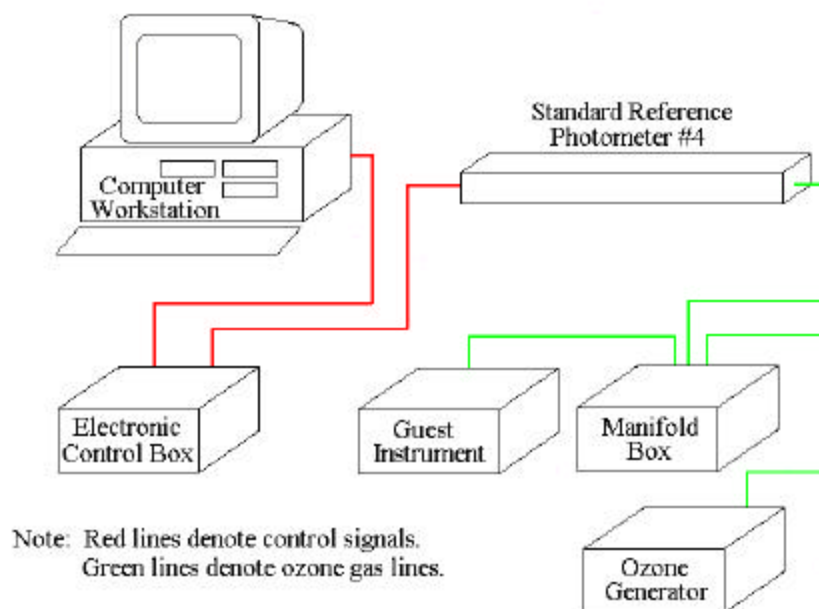 Standard Reference
Photometer #4
Computer
Workstation
Electronic
Control Box
Guest
Instrument
Manifold
Box
Note: Red lines denote control signals.
Green lines denote ozone gas lines.
Ozone
Generator